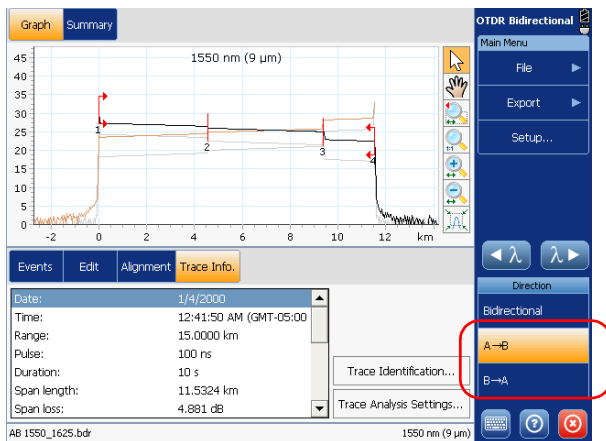 Graph Summary
OTDR Bidirectional
Main Menu
File
Export
Setup...
1550 nm (9 µm)
45
40
35
30
25
20
15
10
5
0
1
2
3
4
1:1
-2 0 2 4 6 8 10 12 km
λ λ
Direction
Bidirectional
A→B
B→A
Events Edit Alignment Trace Info.
Date: 1/4/2000
Time: 12:41:50 AM (GMT-05:00
Range: 15.0000 km
Pulse: 100 ns
Duration: 10 s
Span length: 11.5324 km
Span loss: 4.881 dB
Trace Identification...
Trace Analysis Settings...
AB 1550_1625.bdr
1550 nm (9 µm)